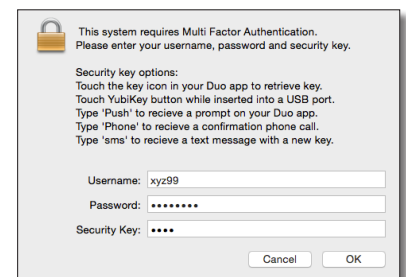 This system requires Multi Factor Authentication.
Please enter your username, password and security key.
Security key options:
Touch the key icon in your Duo app to retrieve key.
Touch YubiKey button while inserted into a USB port.
Type 'Push' to recieve a prompt on your Duo app.
Type 'Phone' to recieve a confirmation phone call.
Type 'sms' to recieve a text message with a new key.
Username: xyz99
Password: ••••••••
Security Key: ••••
Cancel OK